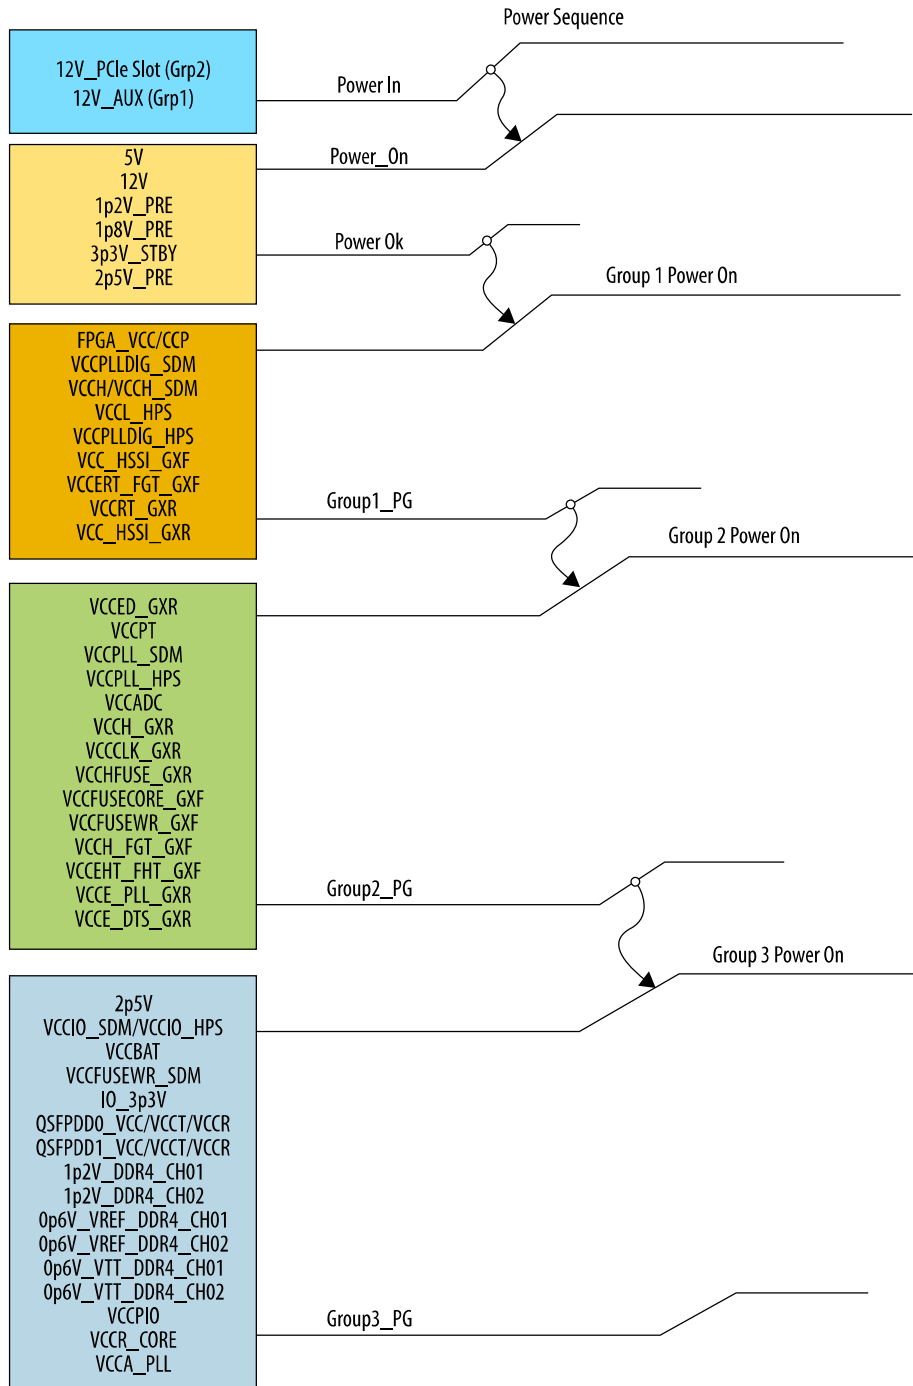 Power Sequence
12V_PCIe Slot (Grp2)
12V_AUX (Grp1)
Power In
5V
12V
1p2V_PRE
1p8V_PRE
3p3V_STBY
2p5V_PRE
Power_On
Power Ok
Group 1 Power On
FPGA_VCC/CCP
VCCPLLDIG_SDM
VCCH/VCCH_SDM
VCCL_HPS
VCCPLLDIG_HPS
VCC_HSSI_GXF
VCCERT_FGT_GXF
VCCRT_GXR
VCC_HSSI_GXR
Group1_PG
Group 2 Power On
VCCED_GXR
VCCPT
VCCPLL_SDM
VCCPLL_HPS
VCCADC
VCCH_GXR
VCCCLK_GXR
VCCHFUSE_GXR
VCCFUSECORE_GXF
VCCFUSEWR_GXF
VCCH_FGT_GXF
VCCEHT_FHT_GXF
VCCE_PLL_GXR
VCCE_DTS_GXR
Group2_PG
Group 3 Power On
2p5V
VCCIO_SDM/VCCIO_HPS
VCCBAT
VCCFUSEWR_SDM
IO_3p3V
QSFPDD0_VCC/VCCT/VCCR
QSFPDD1_VCC/VCCT/VCCR
1p2V_DDR4_CH01
1p2V_DDR4_CH02
0p6V_VREF_DDR4_CH01
0p6V_VREF_DDR4_CH02
0p6V_VTT_DDR4_CH01
0p6V_VTT_DDR4_CH02
VCCPIO
VCCR_CORE
VCCA_PLL
Group3_PG